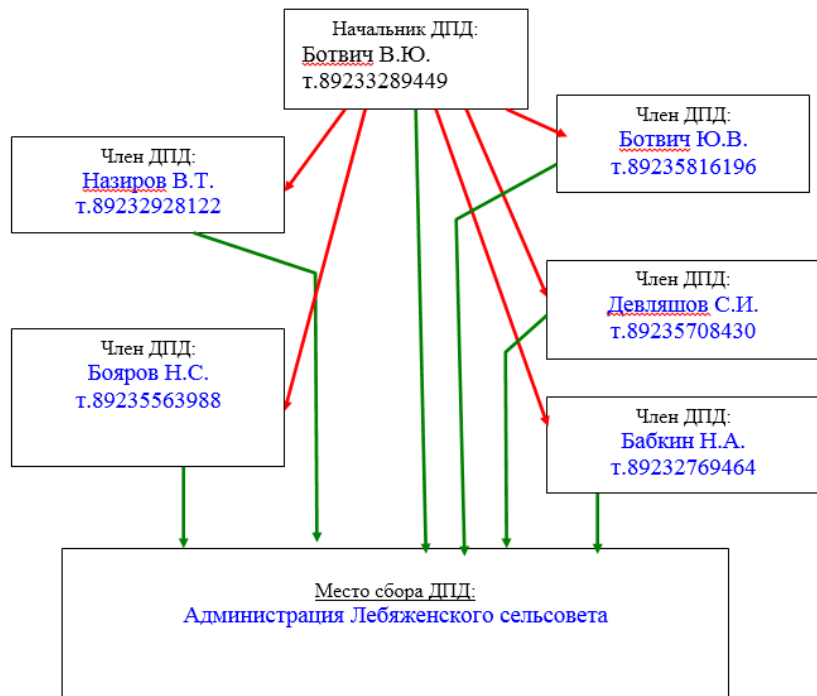 Начальник ДПД:
Ботвич В.Ю.
т.89233289449
Член ДПД:
Назиров В.Т.
т.89232928122
Член ДПД:
Ботвич Ю.В.
т.89235816196
Член ДПД:
Девляшов С.И.
т.89235708430
Член ДПД:
Бояров Н.С.
т.89235563988
Член ДПД:
Бабкин Н.А.
т.89232769464
Место сбора ДПД:
Администрация Лебяженского сельсовета